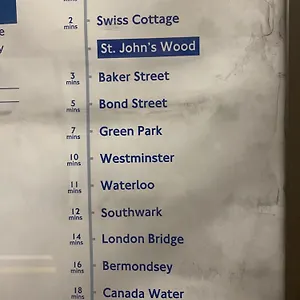 2 mins Swiss Cottage
St. John's Wood
3 mins Baker Street
5 mins Bond Street
7 mins Green Park
10 mins Westminster
11 mins Waterloo
12 mins Southwark
14 mins London Bridge
16 mins Bermondsey
18 mins Canada Water